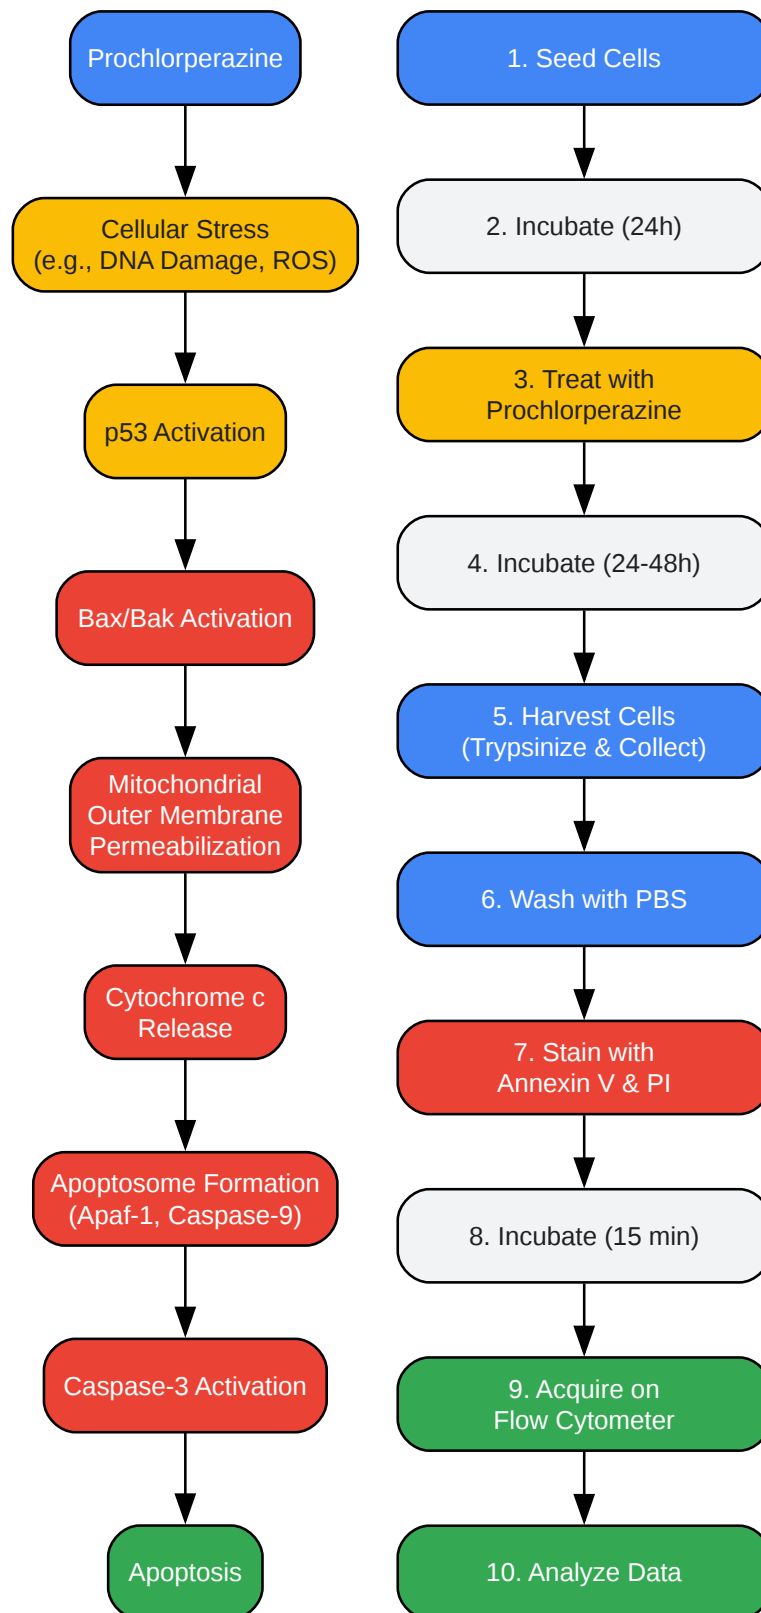 Prochlorperazine
Cellular Stress
(e.g., DNA Damage, ROS)
p53 Activation
Bax/Bak Activation
Mitochondrial
Outer Membrane
Permeabilization
Cytochrome c
Release
Apoptosome Formation
(Apaf-1, Caspase-9)
Caspase-3 Activation
Apoptosis
1. Seed Cells
2. Incubate (24h)
3. Treat with
Prochlorperazine
4. Incubate (24-48h)
5. Harvest Cells
(Trypsinize & Collect)
6. Wash with PBS
7. Stain with
Annexin V & PI
8. Incubate (15 min)
9. Acquire on
Flow Cytometer
10. Analyze Data